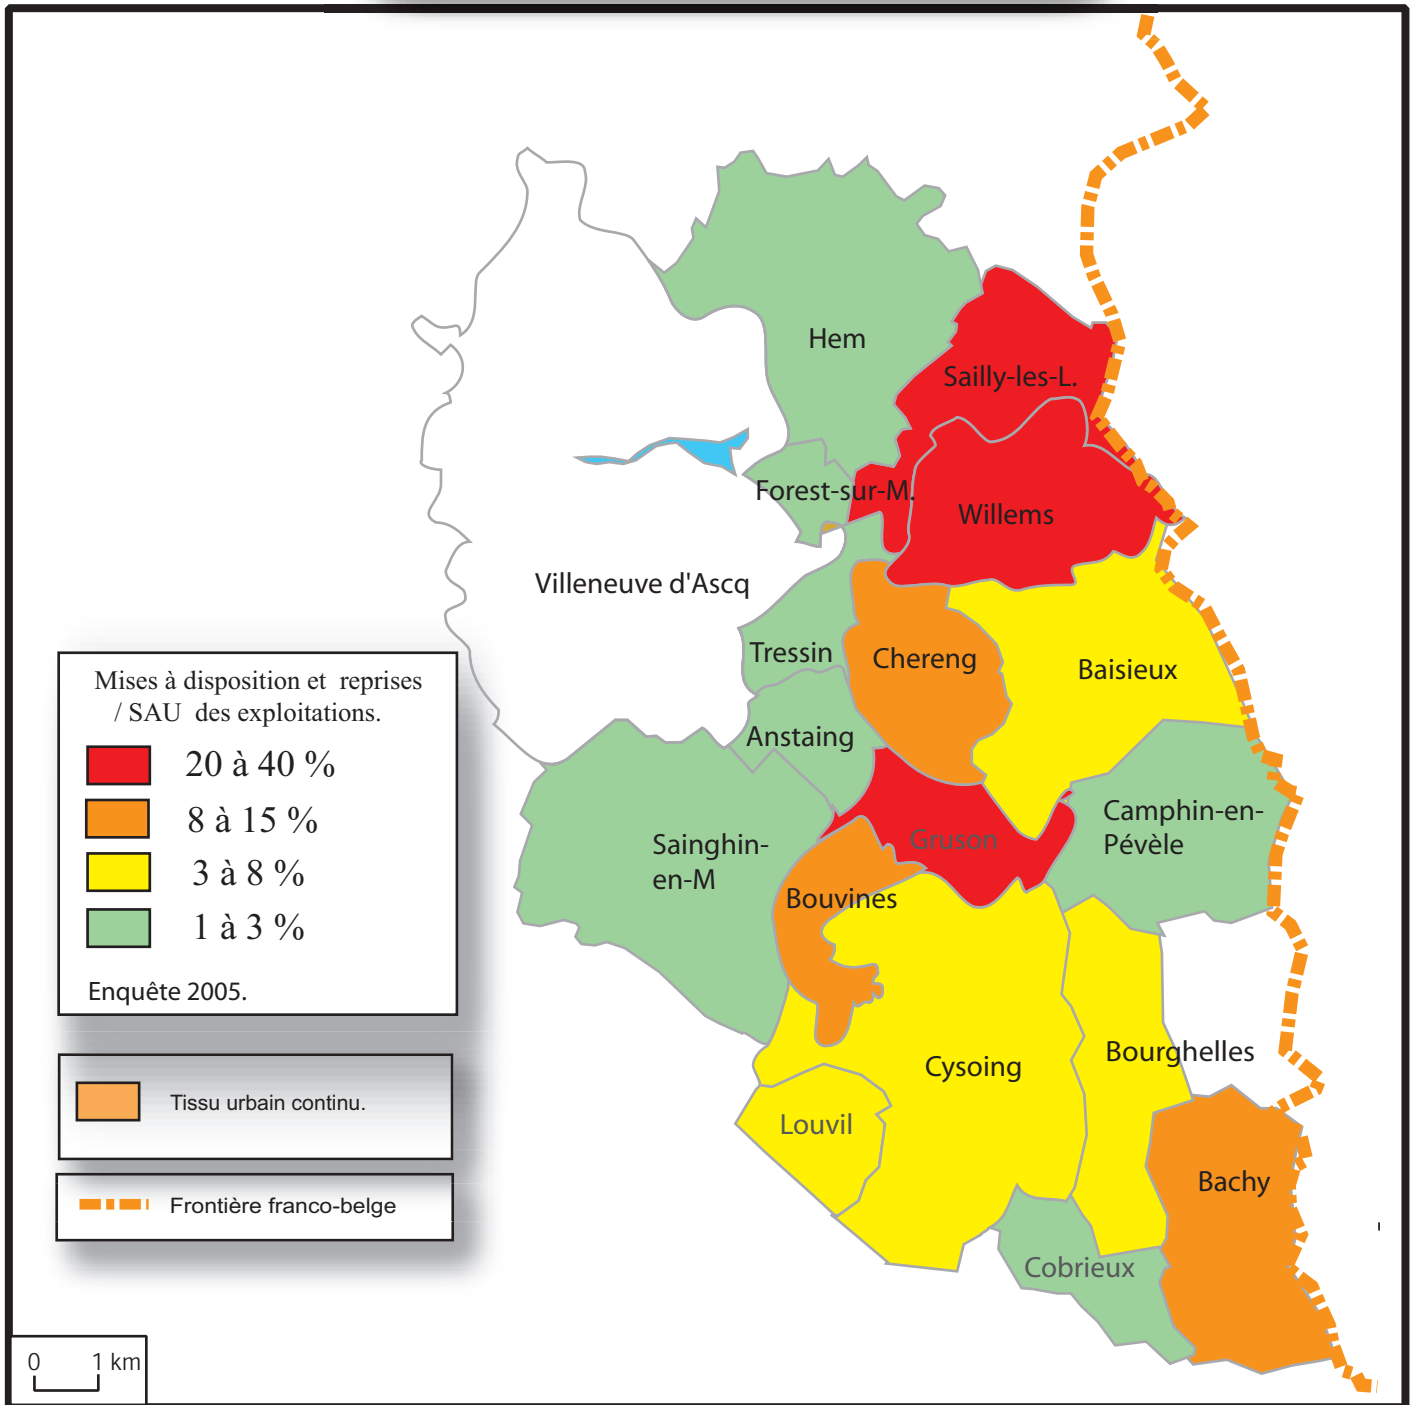 Hem
Sailly-les-L.
Forest-sur-M.
Willems
Villeneuve d'Ascq
Tressin
Chereng
Baisieux
Anstaing
Camphin-en-
Pévèle
Gruson
Sainghin-
en-M
Bouvines
Cysoing
Bourghelles
Louvil
Bachy
Cobrieux
Mises à disposition et reprises
/ SAU des exploitations.
20 à 40 %
8 à 15 %
3 à 8 %
1 à 3 %
Enquête 2005.
Tissu urbain continu.
Frontière franco-belge
0 1 km